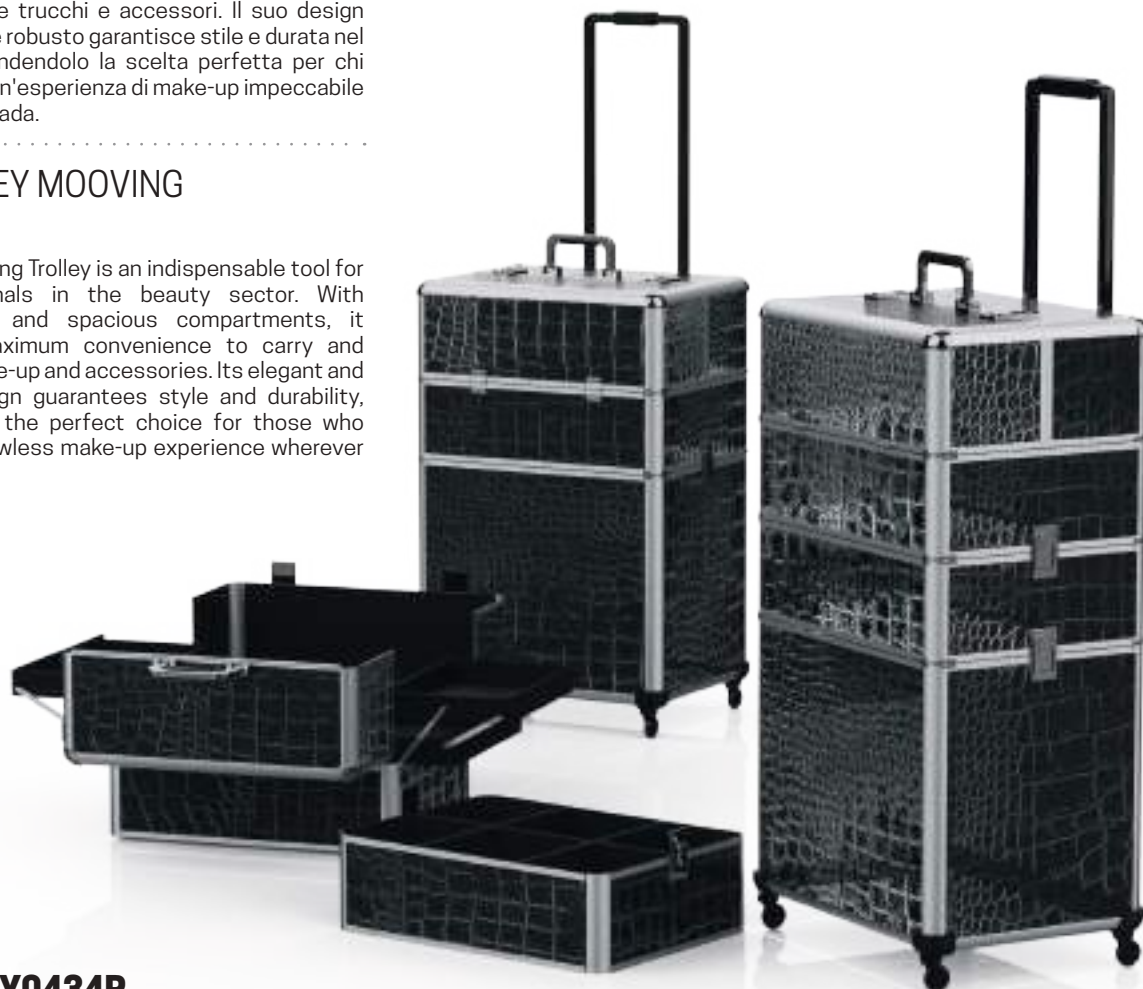 e trucchi e accessori. Il suo design
e robusto garantisce stile e durata nel
ndendolo la scelta perfetta per chi
n'esperienza di make-up impeccabile
ada.
EY MOOVING
ng Trolley is an indispensable tool for
nals in the beauty sector. With
and spacious compartments, it
aximum convenience to carry and
e-up and accessories. Its elegant and
gn guarantees style and durability,
the perfect choice for those who
wless make-up experience wherever
Y0434B